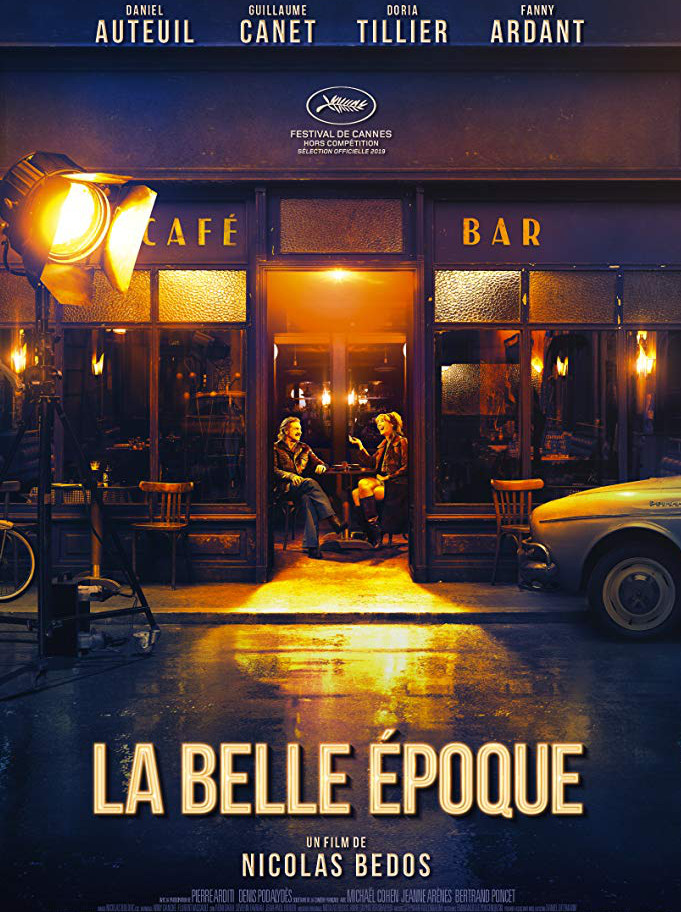 DANIEL GUILLAUME DORIA FANNY
AUTEUIL CANET TILLIER ARDANT
FESTIVAL DE CANNES
HORS COMPÉTITION
SÉLECTION OFFICIELLE 2019
CAFÉ BAR
LA BELLE ÉPOQUE
UN FILM DE
NICOLAS BEDOS
PIERRE ARDITI DENIS PODALYDÈS MICHAËL COHEN JEANNE ARÈNES BERTRAND PONCET